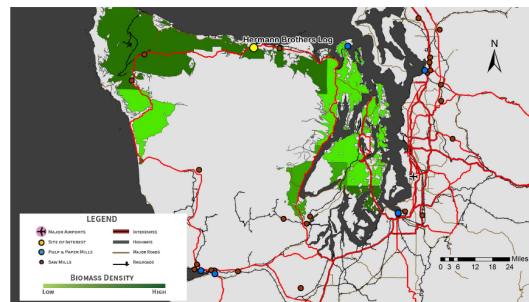 Hermann Brothers Log
N
LEGEND
MAJOR AIRPORTS
INTERSTATES
SITE OF INTEREST
HIGHWAYS
PULP & PAPER MILLS
MAJOR ROADS
SAW MILLS
RAILROADS
BIOMASS DENSITY
LOW
HIGH
Miles
0 3 6 12 18 24